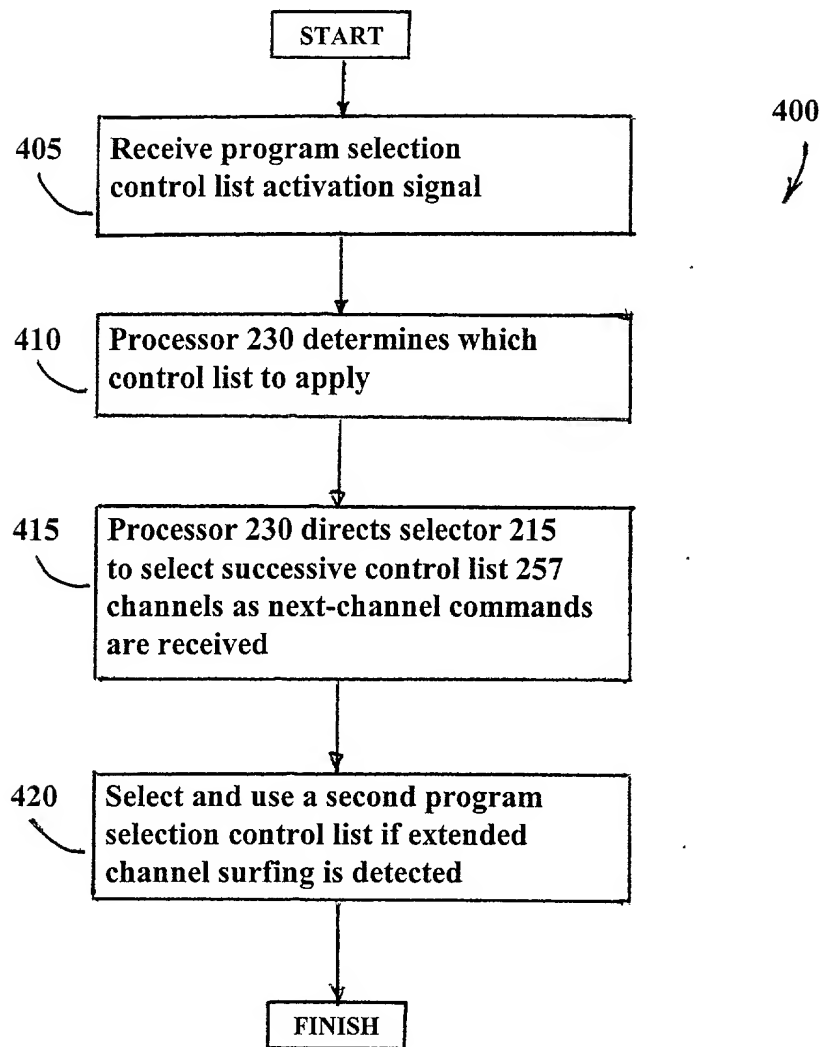 START
400
405
Receive program selection
control list activation signal
410
Processor 230 determines which
control list to apply
415
Processor 230 directs selector 215
to select successive control list 257
channels as next-channel commands
are received
420
Select and use a second program
selection control list if extended
channel surfing is detected
FINISH